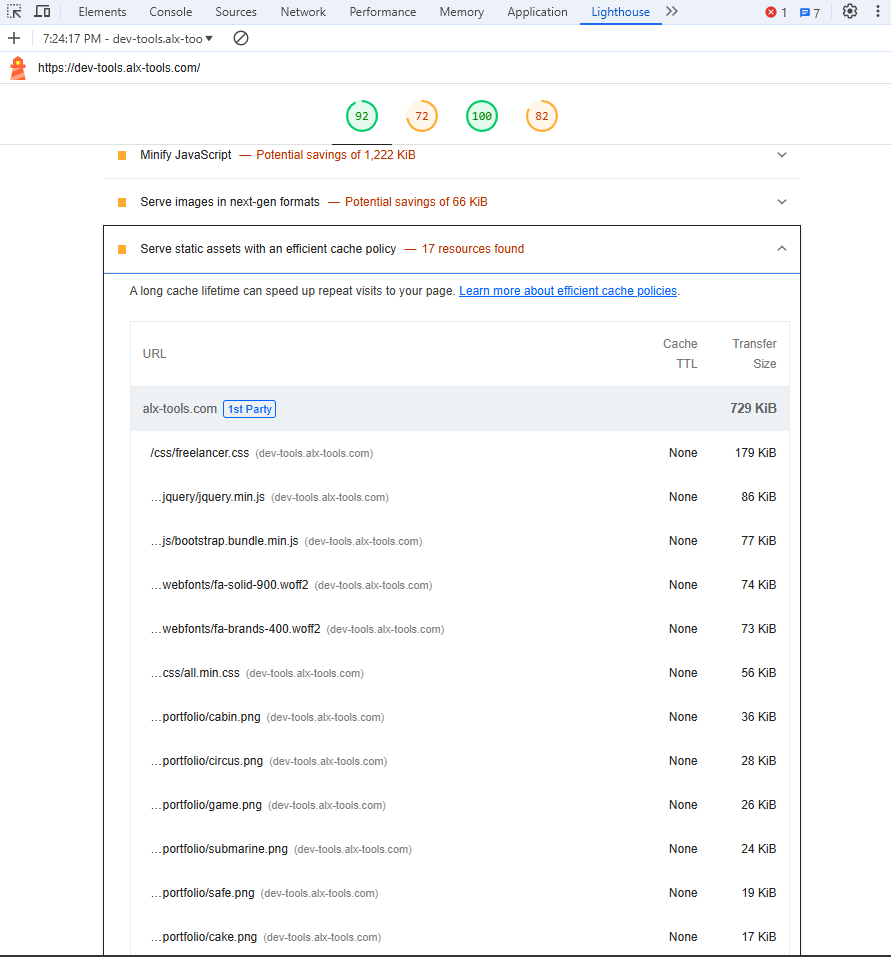 Elements Console Sources Network Performance Memory Application Lighthouse 1 7
7:24:17 PM - dev-tools.alx-too
https://dev-tools.alx-tools.com/
92 72 100 82
Minify JavaScript — Potential savings of 1,222 KiB
Serve images in next-gen formats — Potential savings of 66 KiB
Serve static assets with an efficient cache policy — 17 resources found
A long cache lifetime can speed up repeat visits to your page. Learn more about efficient cache policies.
URL Cache TTL Transfer Size
alx-tools.com 1st Party 729 KiB
/css/freelancer.css (dev-tools.alx-tools.com) None 179 KiB
…jquery/jquery.min.js (dev-tools.alx-tools.com) None 86 KiB
…js/bootstrap.bundle.min.js (dev-tools.alx-tools.com) None 77 KiB
…webfonts/fa-solid-900.woff2 (dev-tools.alx-tools.com) None 74 KiB
…webfonts/fa-brands-400.woff2 (dev-tools.alx-tools.com) None 73 KiB
…css/all.min.css (dev-tools.alx-tools.com) None 56 KiB
…portfolio/cabin.png (dev-tools.alx-tools.com) None 36 KiB
…portfolio/circus.png (dev-tools.alx-tools.com) None 28 KiB
…portfolio/game.png (dev-tools.alx-tools.com) None 26 KiB
…portfolio/submarine.png (dev-tools.alx-tools.com) None 24 KiB
…portfolio/safe.png (dev-tools.alx-tools.com) None 19 KiB
…portfolio/cake.png (dev-tools.alx-tools.com) None 17 KiB